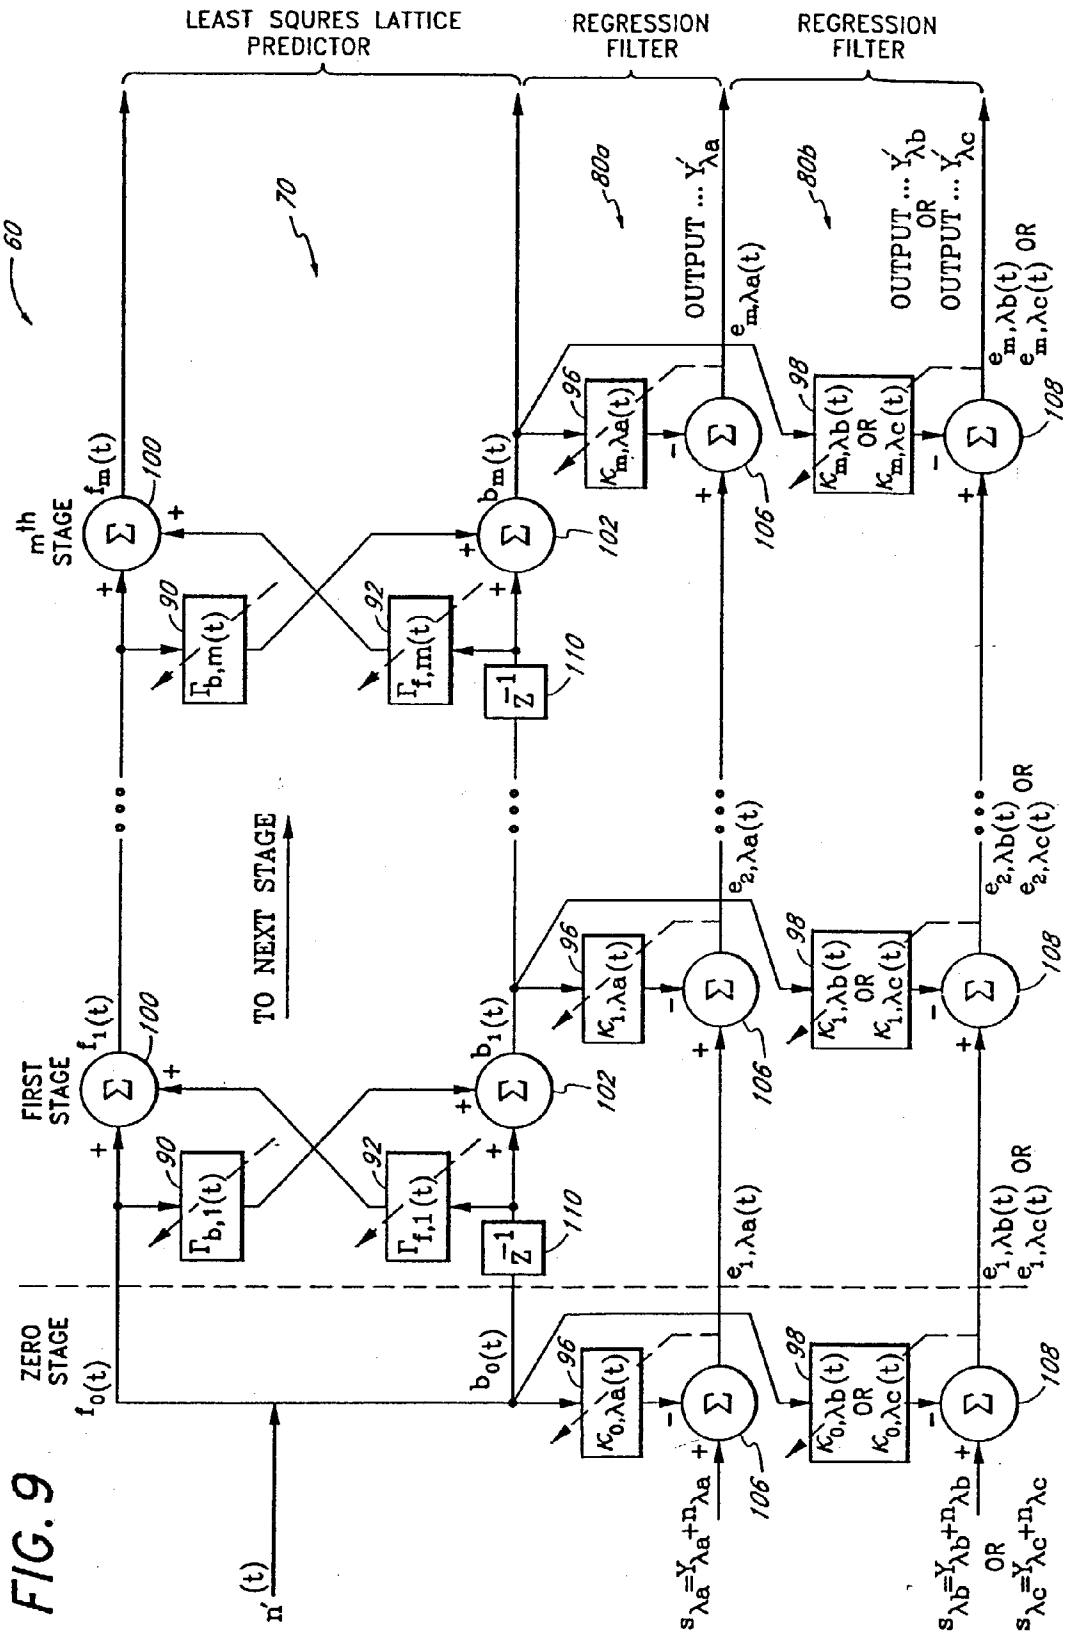 FIG. 9
60
LEAST SQURES LATTICE
PREDICTOR
REGRESSION
FILTER
REGRESSION
FILTER
70
80a
80b
ZERO
STAGE
FIRST
STAGE
mth
STAGE
TO NEXT STAGE
n'(t)
f0(t)
b0(t)
90
Γb,1(t)
92
Γf,1(t)
Z−1
110
+
+
Σ
100
f1(t)
+
+
Σ
102
b1(t)
90
Γb,m(t)
92
Γf,m(t)
Z−1
110
+
+
Σ
100
fm(t)
+
+
Σ
102
bm(t)
sλa=Yλa+nλa
+
−
Σ
106
96
κ0,λa(t)
e1,λa(t)
+
−
Σ
106
96
κ1,λa(t)
e2,λa(t)
+
−
Σ
106
96
κm,λa(t)
em,λa(t)
OUTPUT ... Y'λa
sλb=Yλb+nλb
OR
sλc=Yλc+nλc
+
−
Σ
108
98
κ0,λb(t)
OR
κ0,λc(t)
e1,λb(t) OR
e1,λc(t)
+
−
Σ
108
98
κ1,λb(t)
OR
κ1,λc(t)
e2,λb(t) OR
e2,λc(t)
+
−
Σ
108
98
κm,λb(t)
OR
κm,λc(t)
em,λb(t) OR
em,λc(t)
OUTPUT ... Y'λb
OR
OUTPUT ... Y'λc